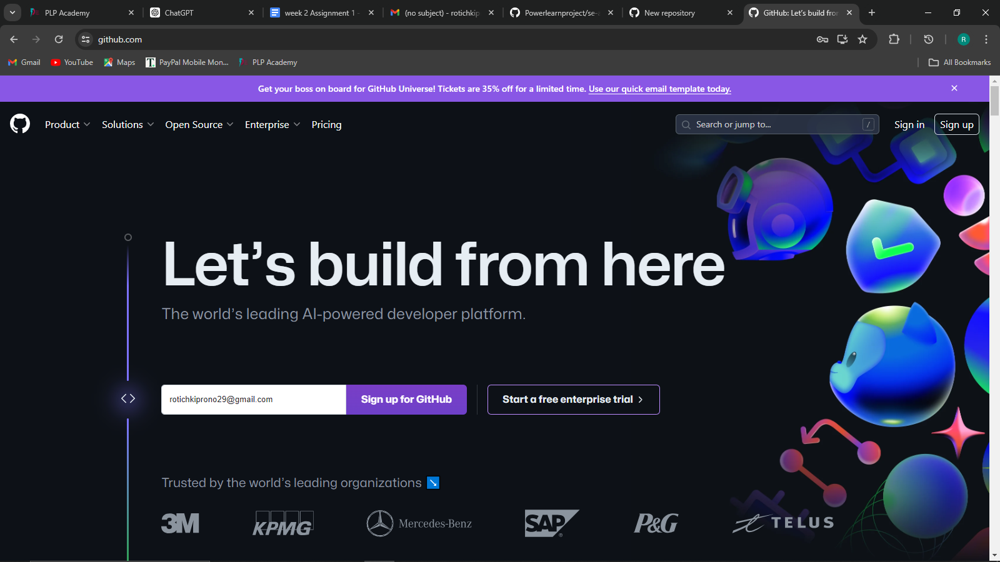 PLP Academy
ChatGPT
week 2 Assignment 1 -
(no subject) - rotichkip
Powerlearnproject/se-a
New repository
GitHub: Let's build from
github.com
R
Gmail
YouTube
Maps
PayPal Mobile Mon...
PLP Academy
All Bookmarks
Get your boss on board for GitHub Universe! Tickets are 35% off for a limited time. Use our quick email template today.
Product
Solutions
Open Source
Enterprise
Pricing
Search or jump to...
/
Sign in
Sign up
Let's build from here
The world's leading AI-powered developer platform.
rotichkiprono29@gmail.com
Sign up for GitHub
Start a free enterprise trial
Trusted by the world's leading organizations
3M
KPMG
Mercedes-Benz
SAP
P&G
TELUS